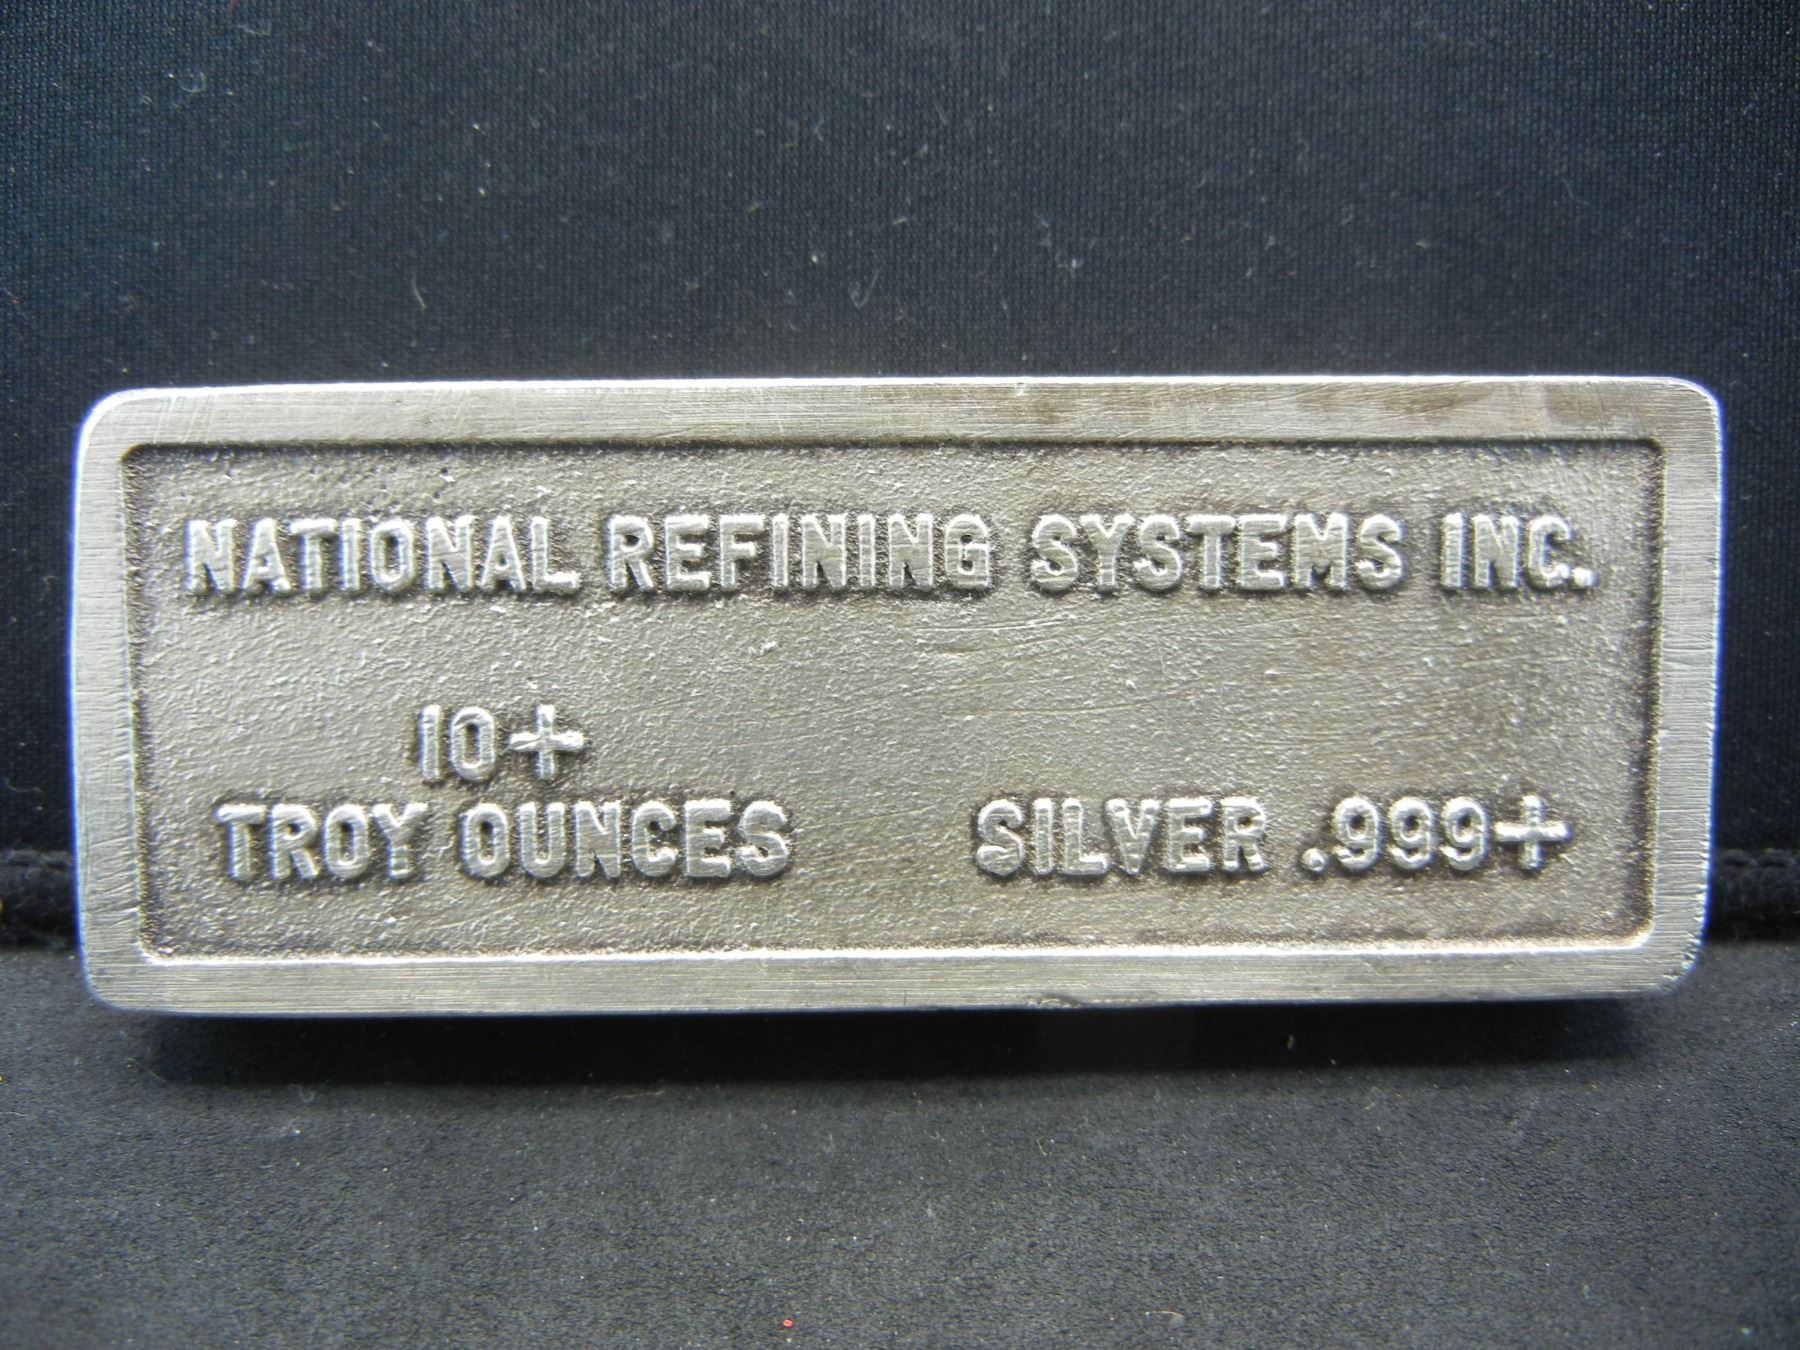 NATIONAL REFINING SYSTEMS INC.
10+
TROY OUNCES SILVER .999+